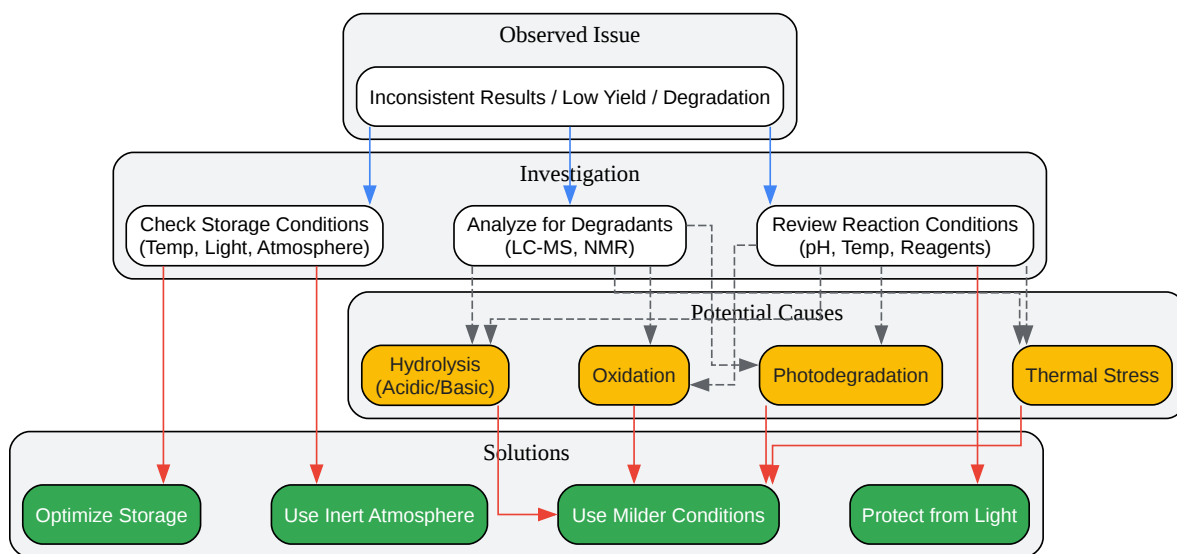 Observed Issue
Inconsistent Results / Low Yield / Degradation
Investigation
Check Storage Conditions
(Temp, Light, Atmosphere)
Analyze for Degradants
(LC-MS, NMR)
Review Reaction Conditions
(pH, Temp, Reagents)
Potential Causes
Hydrolysis
(Acidic/Basic)
Oxidation
Photodegradation
Thermal Stress
Solutions
Optimize Storage
Use Inert Atmosphere
Use Milder Conditions
Protect from Light